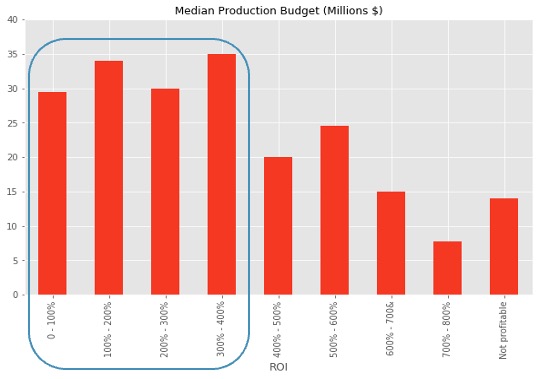 Median Production Budget (Millions $)
40
35
30
25
20
15
10
5
0
0 - 100%
100% - 200%
200% - 300%
300% - 400%
400% - 500%
500% - 600%
600% - 700&
700% - 800%
Not profitable
ROI